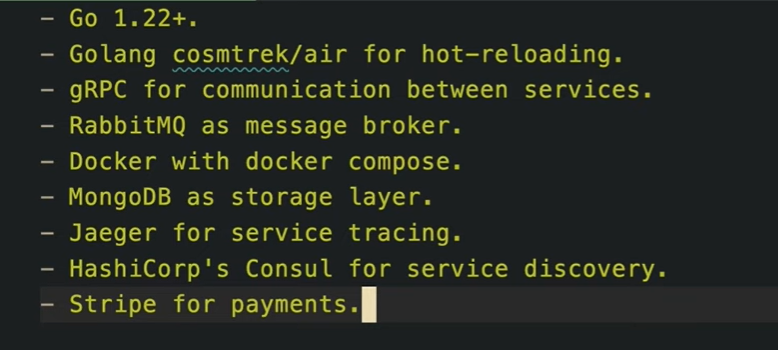 - Go 1.22+.
- Golang cosmtrek/air for hot-reloading.
- gRPC for communication between services.
- RabbitMQ as message broker.
- Docker with docker compose.
- MongoDB as storage layer.
- Jaeger for service tracing.
- HashiCorp's Consul for service discovery.
- Stripe for payments.